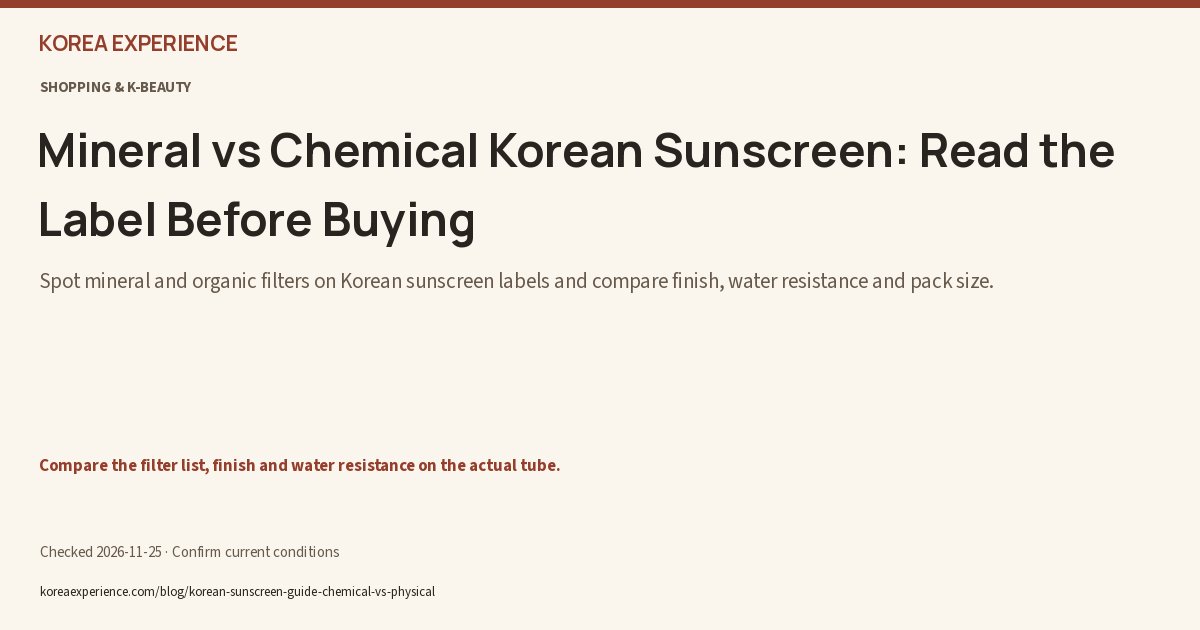 KOREA EXPERIENCE
SHOPPING & K-BEAUTY
Mineral vs Chemical Korean Sunscreen: Read the
Label Before Buying
Spot mineral and organic filters on Korean sunscreen labels and compare finish, water resistance and pack size.
Compare the filter list, finish and water resistance on the actual tube.
Checked 2026-11-25 · Confirm current conditions
koreaexperience.com/blog/korean-sunscreen-guide-chemical-vs-physical